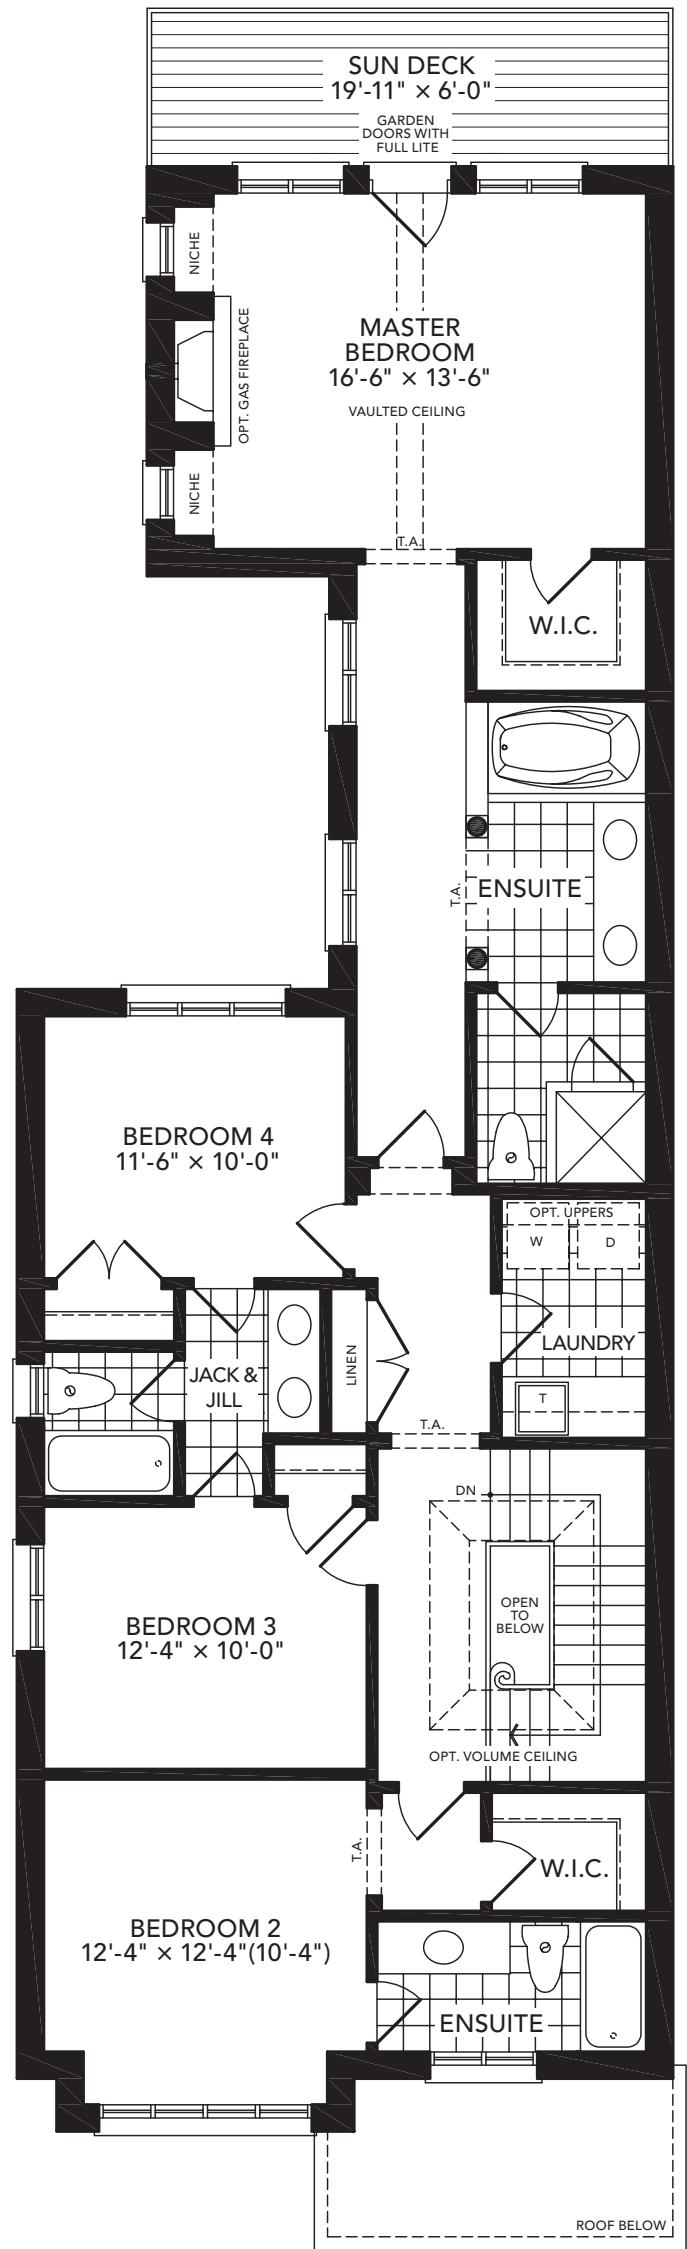 SUN DECK
19'-11" × 6'-0"
GARDEN
DOORS WITH
FULL LITE
NICHE
OPT. GAS FIREPLACE
MASTER
BEDROOM
16'-6" × 13'-6"
VAULTED CEILING
NICHE
T.A.
W.I.C.
T.A.
ENSUITE
BEDROOM 4
11'-6" × 10'-0"
OPT. UPPERS
W
D
LAUNDRY
LINEN
JACK &
JILL
T
T.A.
DN
OPEN
TO
BELOW
BEDROOM 3
12'-4" × 10'-0"
OPT. VOLUME CEILING
T.A.
W.I.C.
BEDROOM 2
12'-4" × 12'-4"(10'-4")
ENSUITE
ROOF BELOW